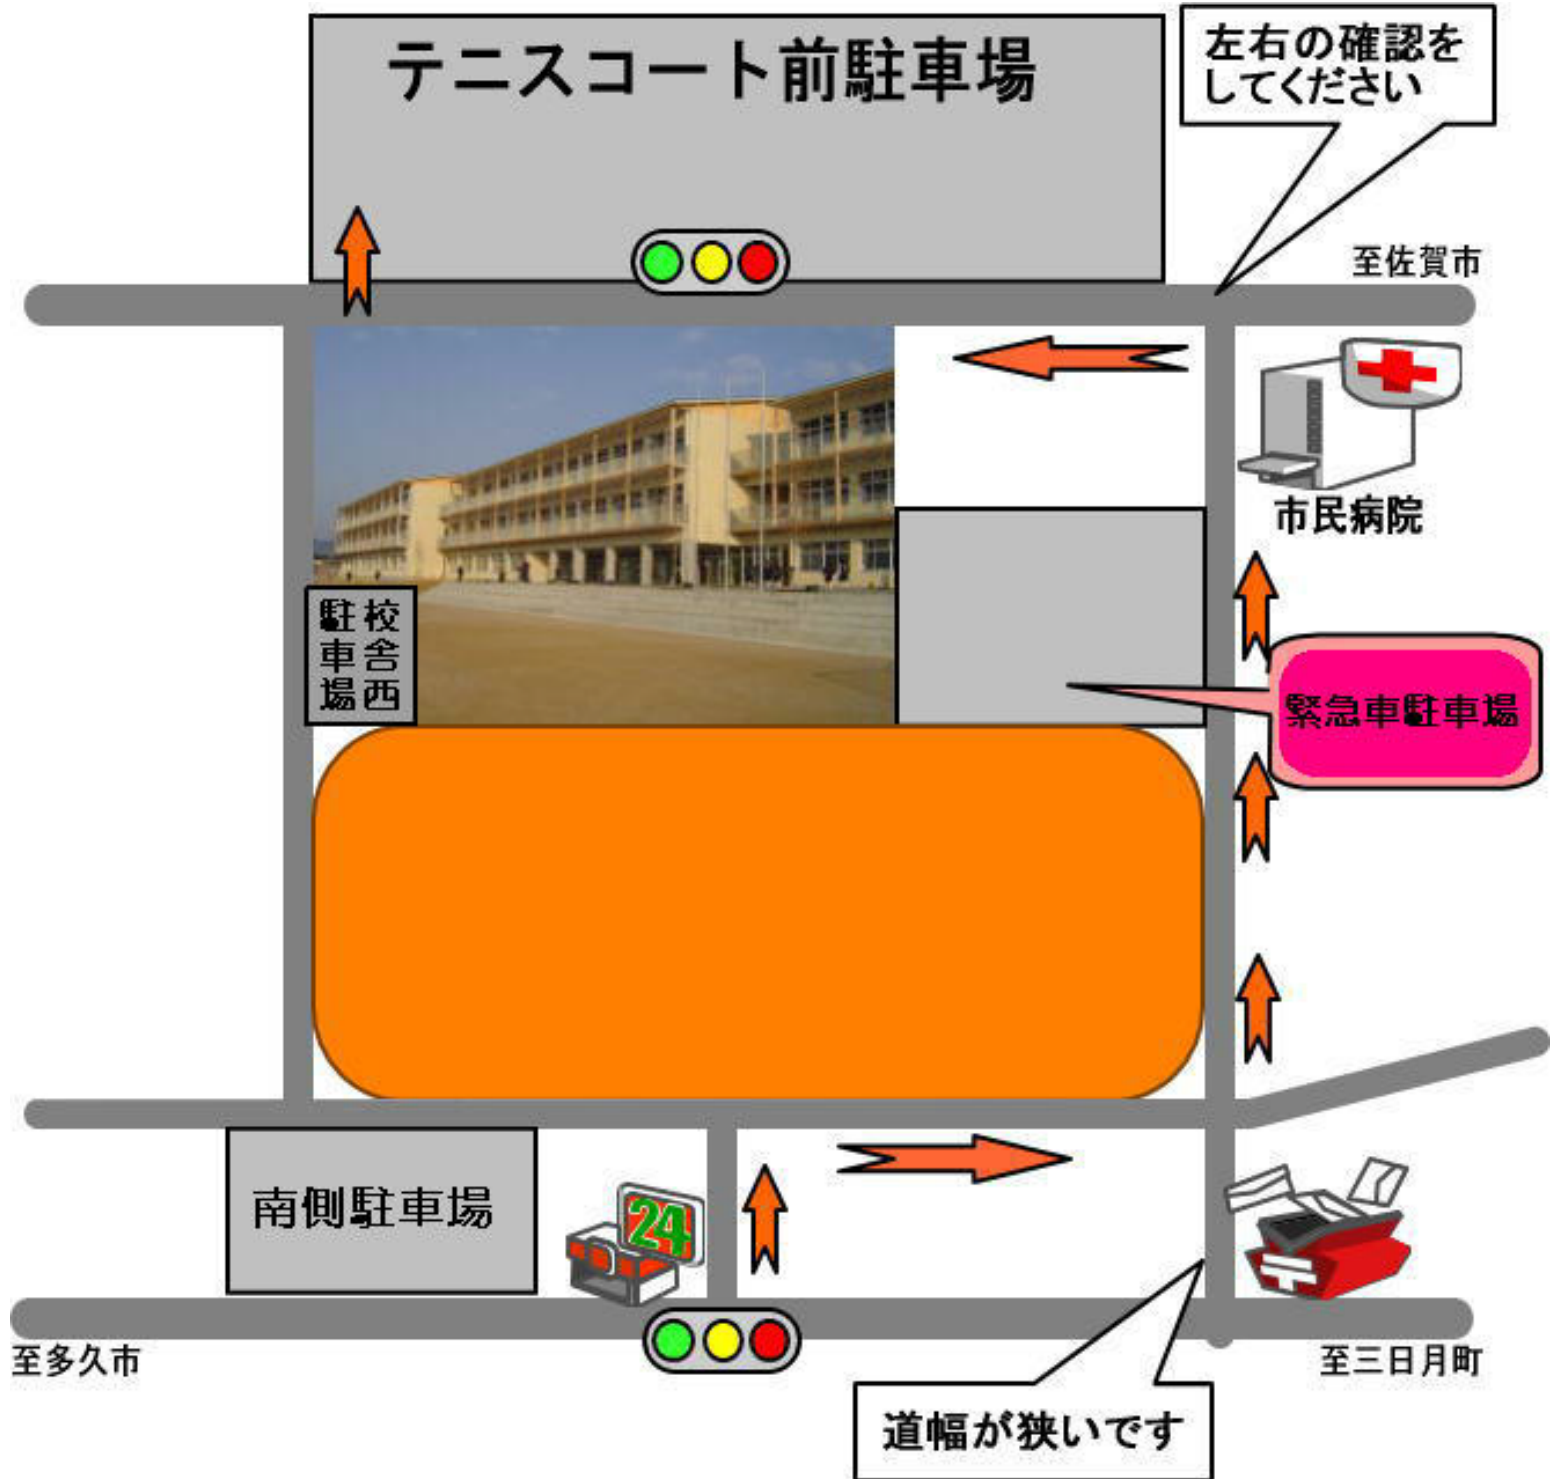 テニスコート前駐車場
左右の確認を
してください
至佐賀市
市民病院
校舎西
駐車場
緊急車駐車場
南側駐車場
24
至多久市
至三日月町
道幅が狭いです